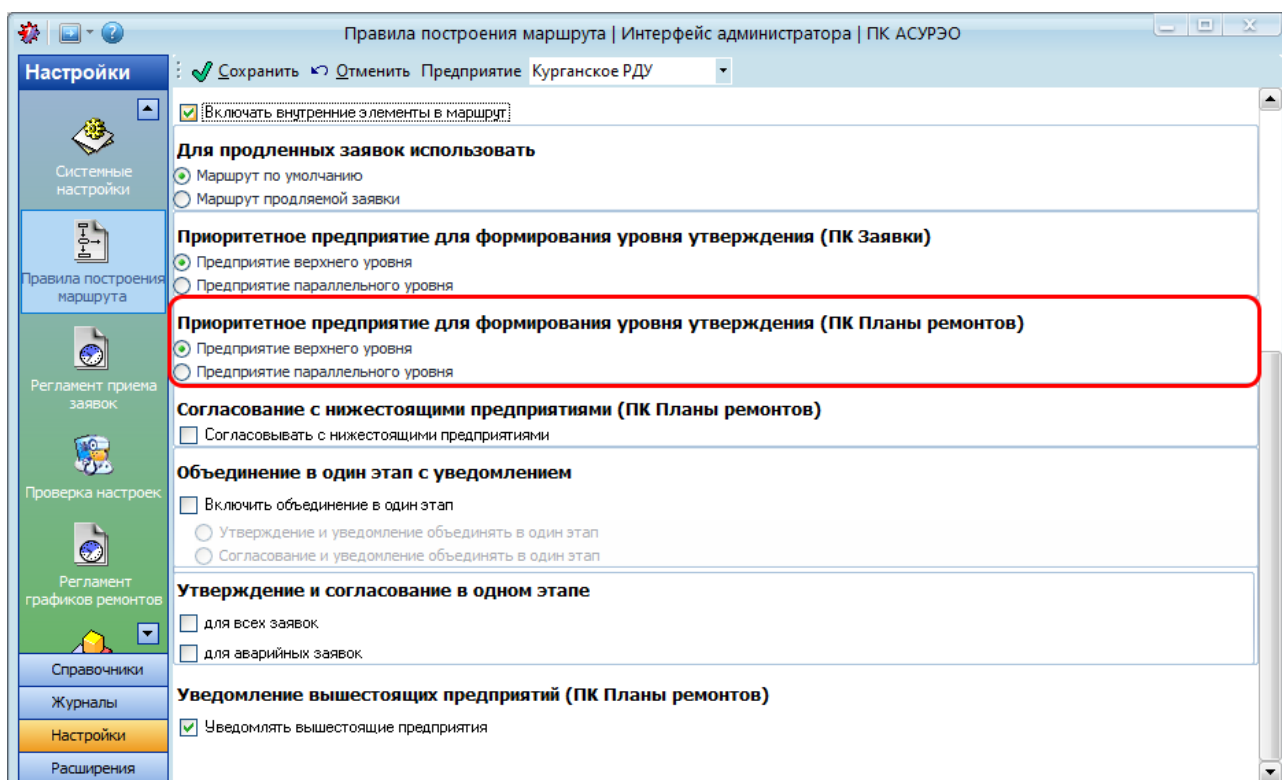 Правила построения маршрута | Интерфейс администратора | ПК АСУРЭО
Настройки
Сохранить Отменить Предприятие Курганское РДУ
Системные
настройки
Правила построения
маршрута
Регламент приема
заявок
Проверка настроек
Регламент
графиков ремонтов
Справочники
Журналы
Настройки
Расширения
Включать внутренние элементы в маршрут
Для продленных заявок использовать
Маршрут по умолчанию
Маршрут продляемой заявки
Приоритетное предприятие для формирования уровня утверждения (ПК Заявки)
Предприятие верхнего уровня
Предприятие параллельного уровня
Приоритетное предприятие для формирования уровня утверждения (ПК Планы ремонтов)
Предприятие верхнего уровня
Предприятие параллельного уровня
Согласование с нижестоящими предприятиями (ПК Планы ремонтов)
Согласовывать с нижестоящими предприятиями
Объединение в один этап с уведомлением
Включить объединение в один этап
Утверждение и уведомление объединять в один этап
Согласование и уведомление объединять в один этап
Утверждение и согласование в одном этапе
для всех заявок
для аварийных заявок
Уведомление вышестоящих предприятий (ПК Планы ремонтов)
Уведомлять вышестоящие предприятия